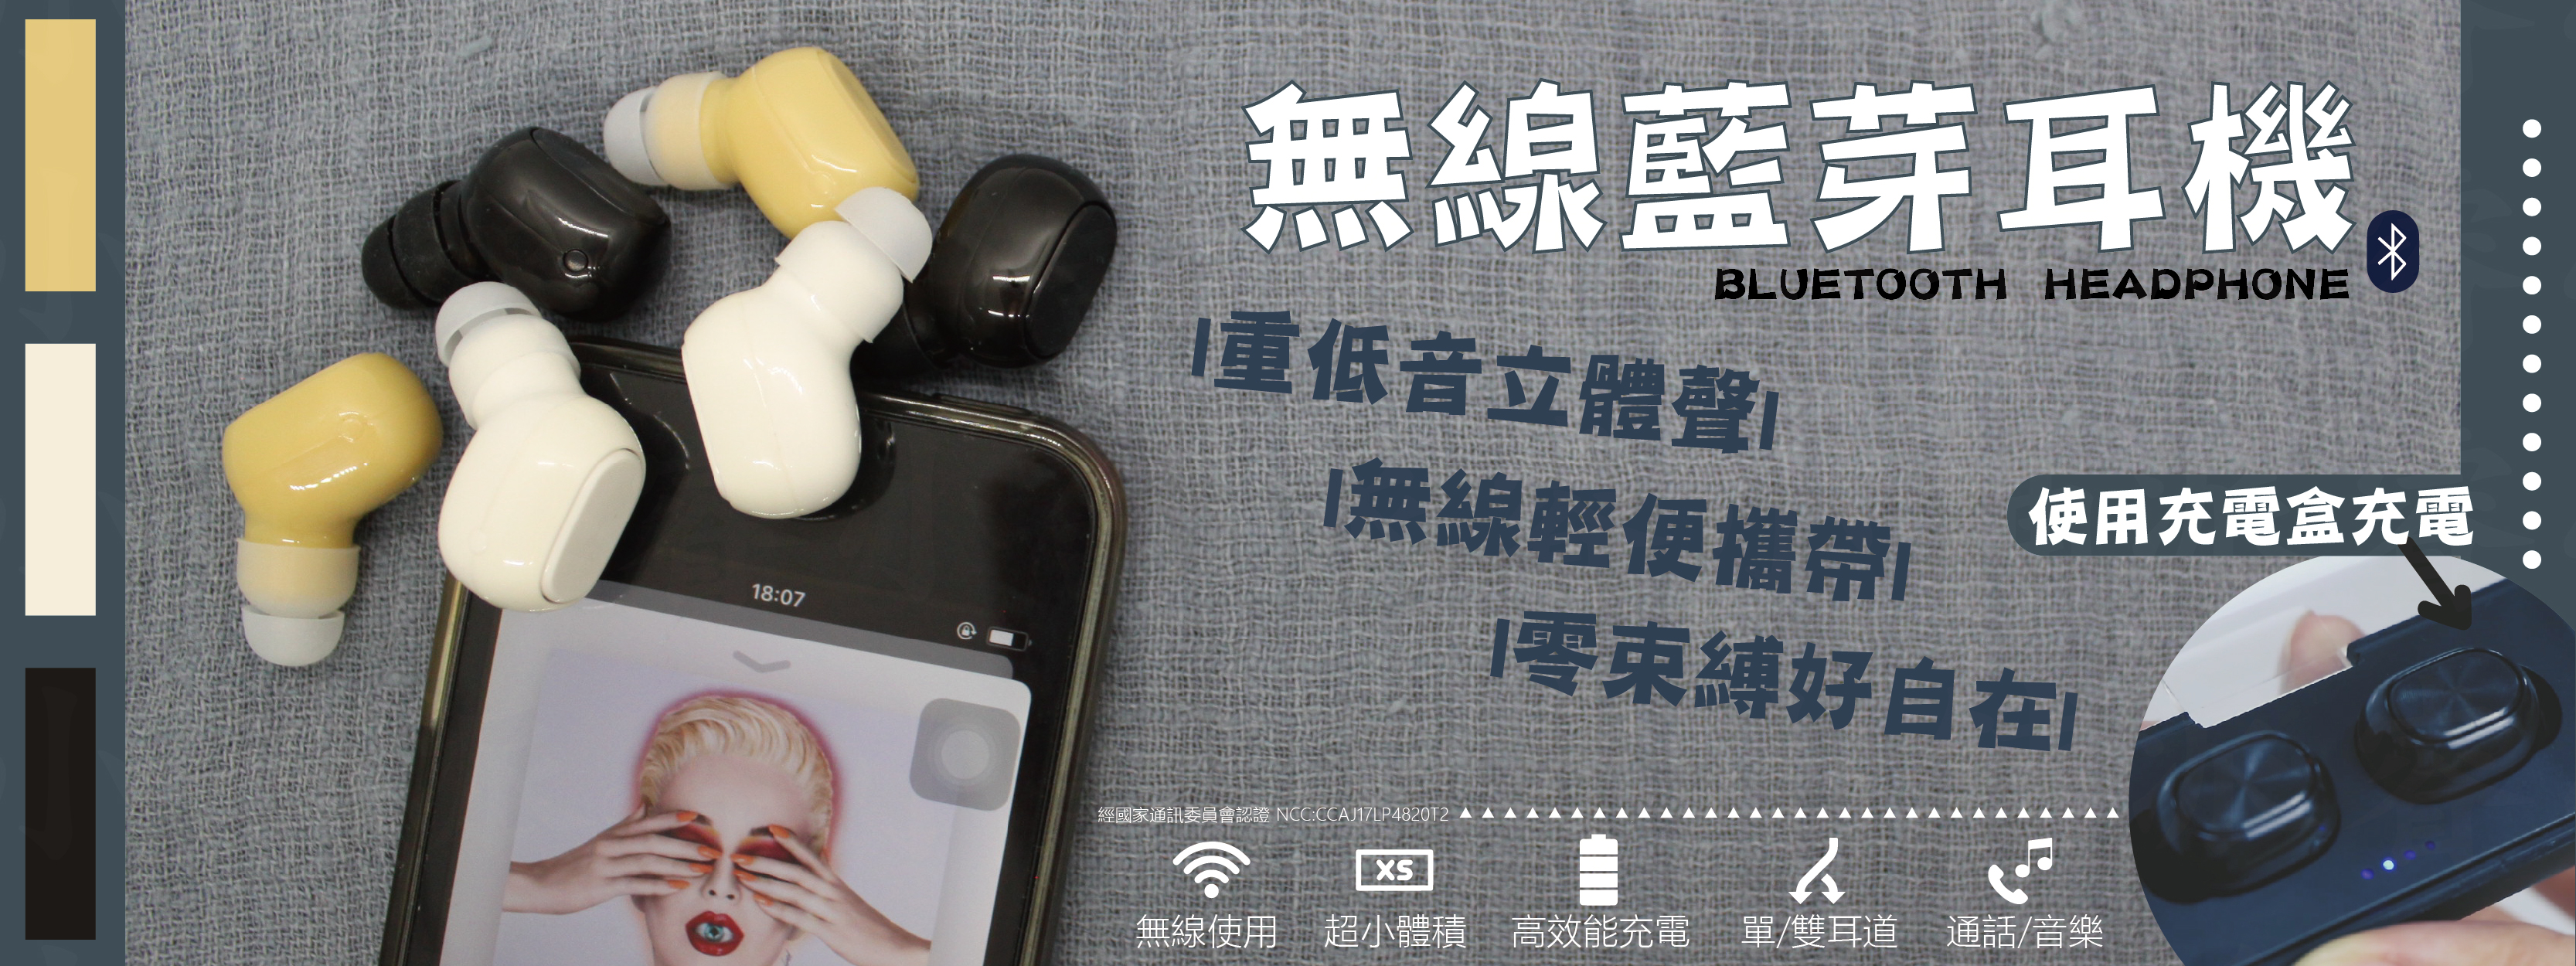 無線藍芽耳機
BLUETOOTH HEADPHONE
|重低音立體聲|
|無線輕便攜帶|
|零束縛好自在|
使用充電盒充電
18:07
經國家通訊委員會認證 NCC:CCAJ17LP4820T2
XS
無線使用 超小體積 高效能充電 單/雙耳道 通話/音樂